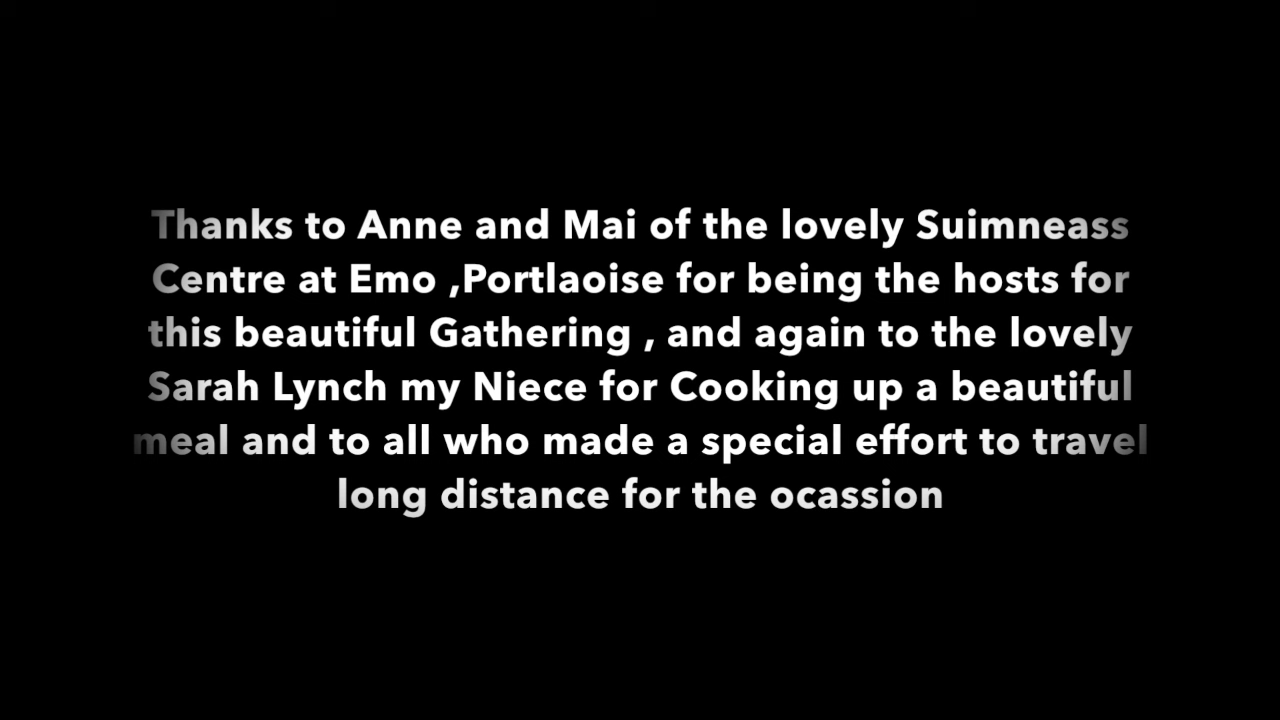 Thanks to Anne and Mai of the lovely Suimneass
Centre at Emo ,Portlaoise for being the hosts for
this beautiful Gathering , and again to the lovely
Sarah Lynch my Niece for Cooking up a beautiful
meal and to all who made a special effort to travel
long distance for the ocassion